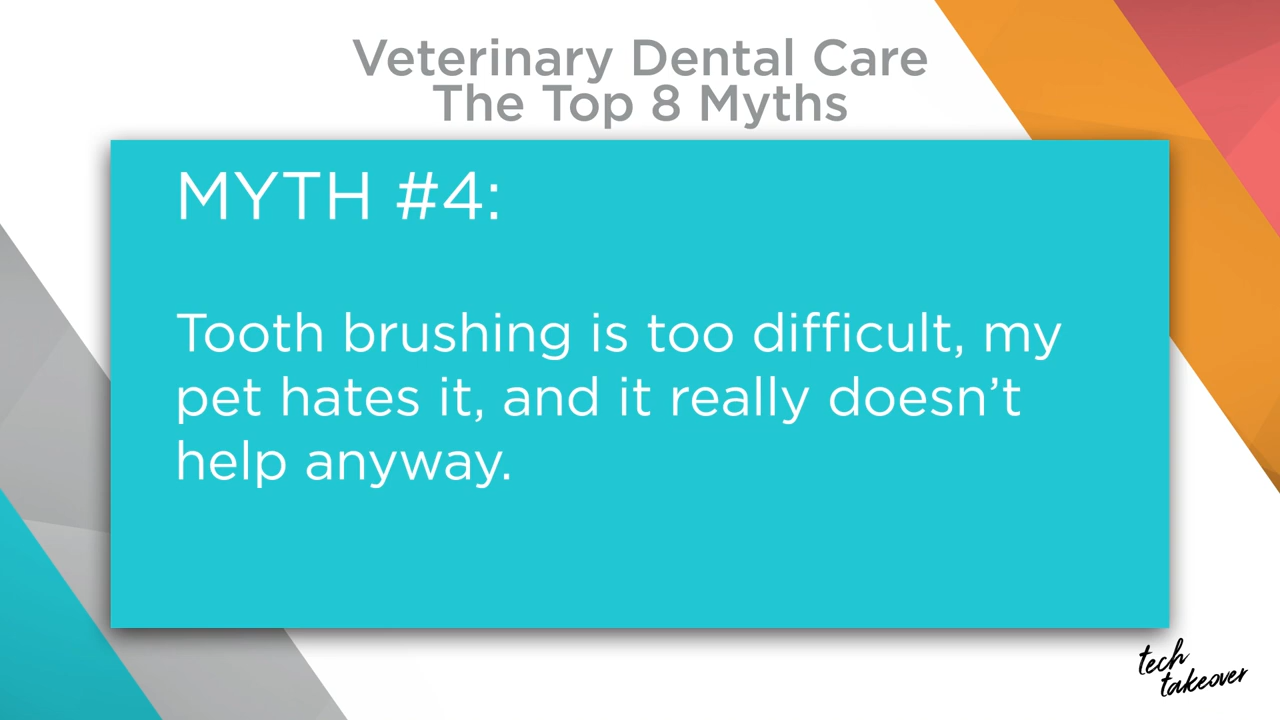 Veterinary Dental Care
The Top 8 Myths
MYTH #4:
Tooth brushing is too difficult, my
pet hates it, and it really doesn’t
help anyway.
tech
takeover